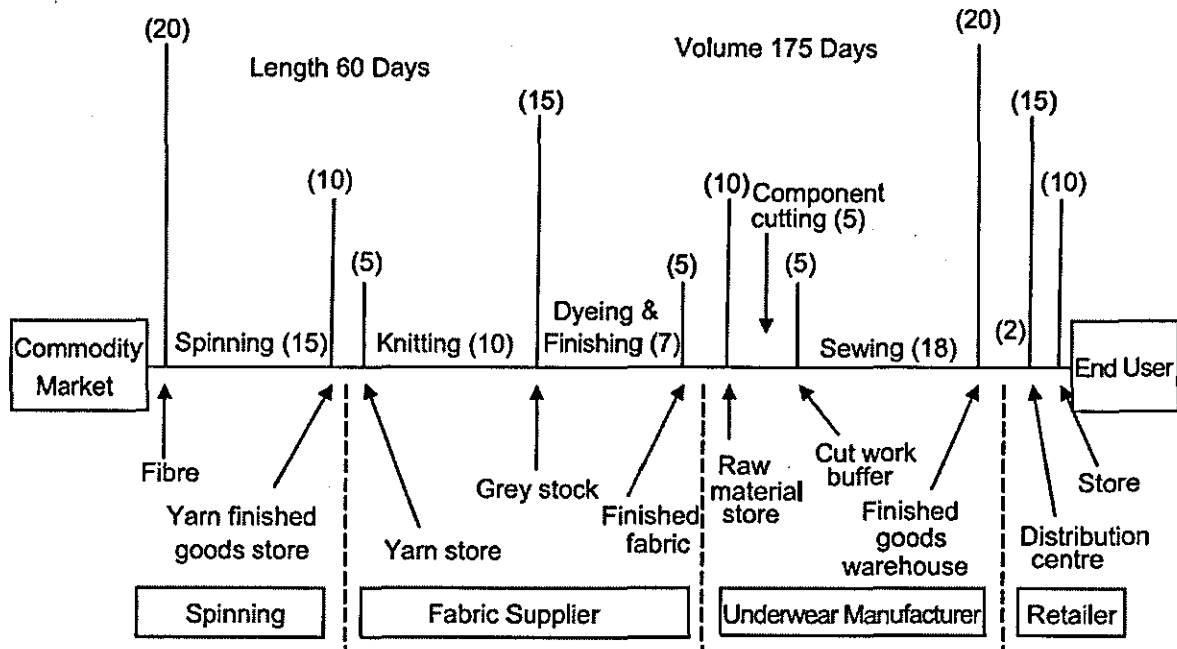 (20)
Length 60 Days
Volume 175 Days
(20)
(15)
(15)
(10)
(10)
Component
cutting (5)
(10)
(5)
(5)
(5)
Commodity
Market
Spinning (15)
Knitting (10)
Dyeing &
Finishing (7)
Sewing (18)
(2)
End User
Fibre
Yarn finished
goods store
Yarn store
Grey stock
Finished
fabric
Raw
material
store
Cut work
buffer
Finished
goods
warehouse
Distribution
centre
Store
Spinning
Fabric Supplier
Underwear Manufacturer
Retailer